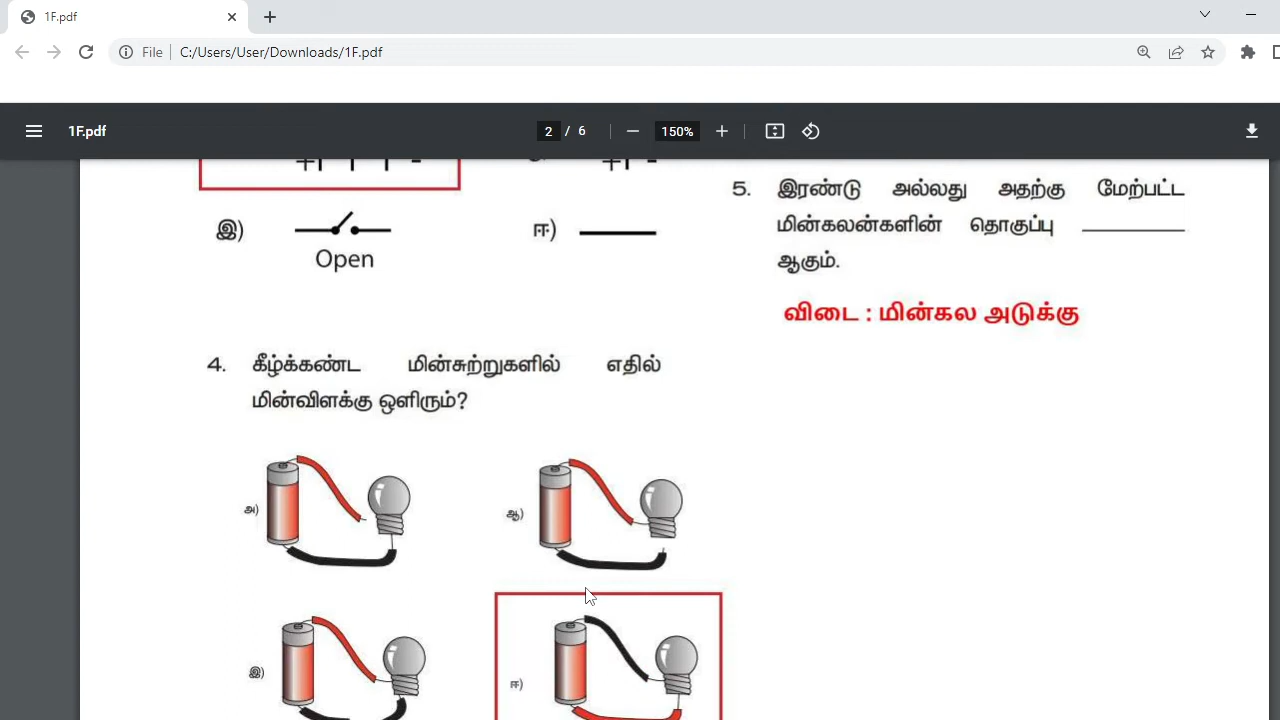 1F.pdf
File C:/Users/User/Downloads/1F.pdf
1F.pdf
2 / 6
150%
இ)
Open
ஈ)
4. கீழ்க்கண்ட மின்சுற்றுகளில் எதில்
மின்விளக்கு ஒளிரும்?
அ)
ஆ)
இ)
ஈ)
5. இரண்டு அல்லது அதற்கு மேற்பட்ட
மின்கலன்களின் தொகுப்பு
ஆகும்.
விடை : மின்கல அடுக்கு